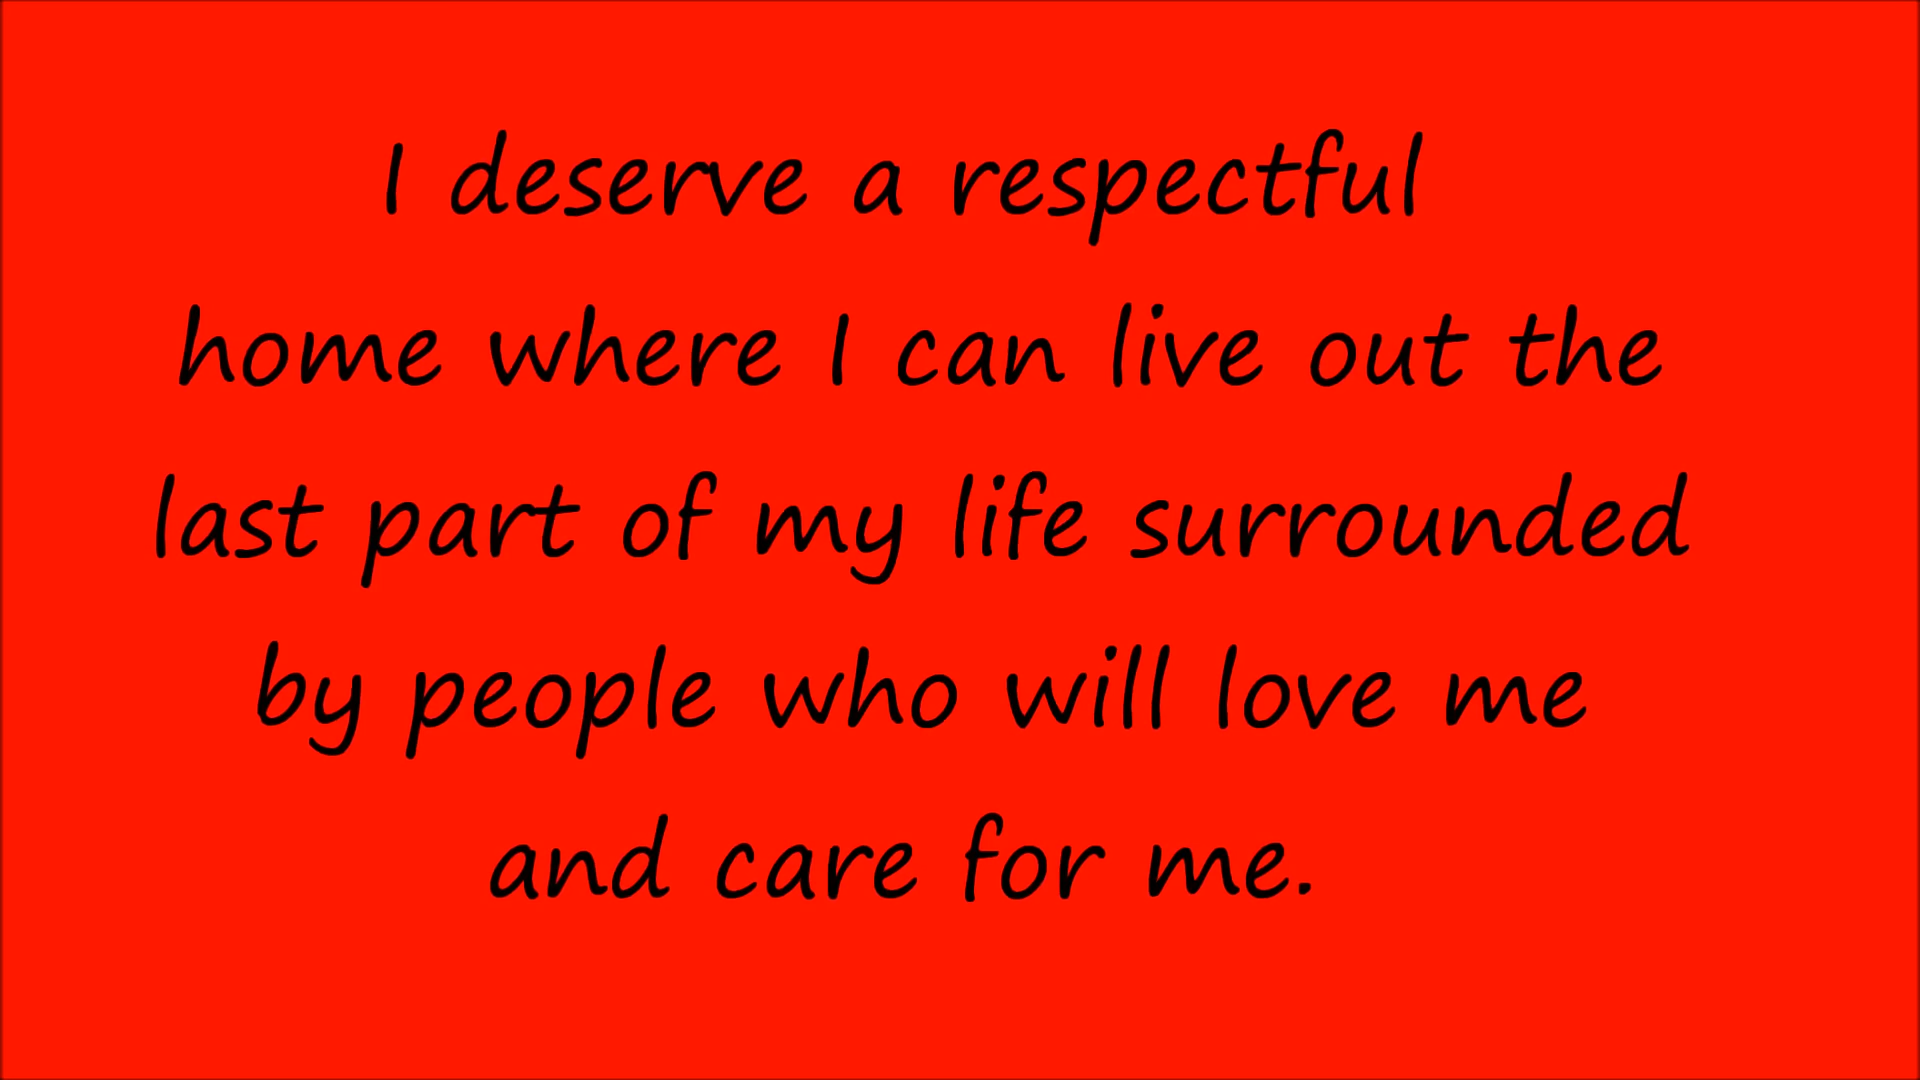 I deserve a respectful
home where I can live out the
last part of my life surrounded
by people who will love me
and care for me.